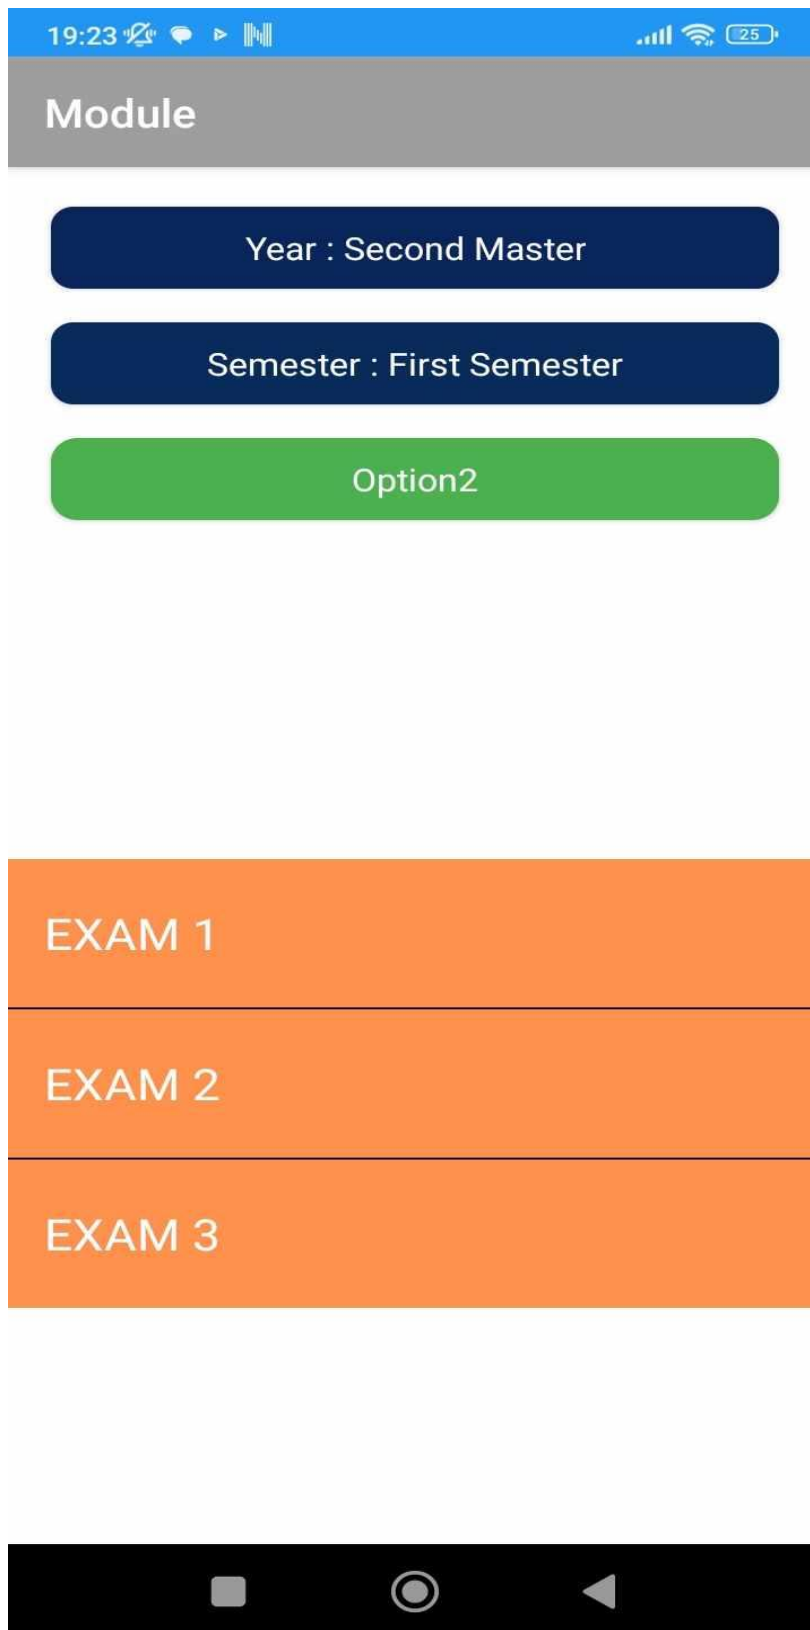 19:23
25
Module
Year : Second Master
Semester : First Semester
Option2
EXAM 1
EXAM 2
EXAM 3